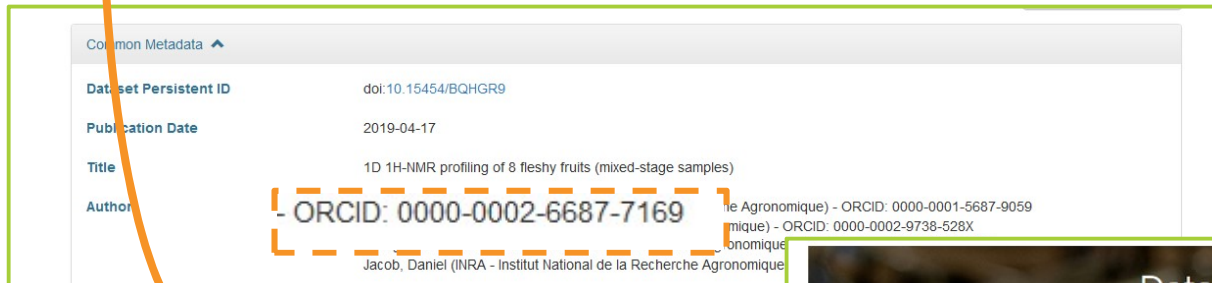 Common Metadata
Dataset Persistent ID doi:10.15454/BQHGR9
Publication Date 2019-04-17
Title 1D 1H-NMR profiling of 8 fleshy fruits (mixed-stage samples)
Author Agronomique) - ORCID: 0000-0001-5687-9059
- ORCID: 0000-0002-6687-7169
- ORCID: 0000-0002-9738-528X
Jacob, Daniel (INRA - Institut National de la Recherche Agronomique